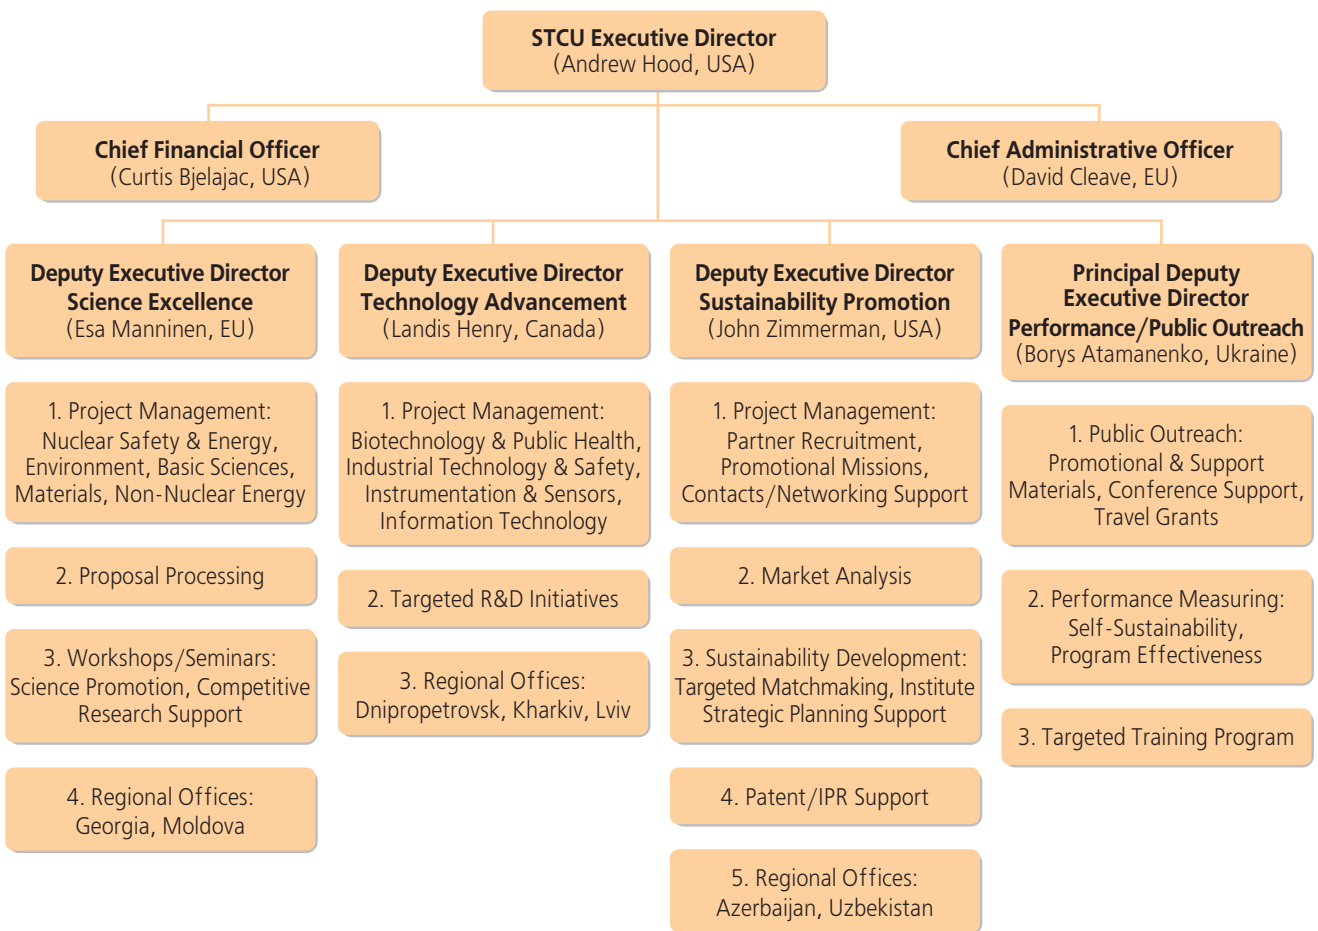 STCU Executive Director
(Andrew Hood, USA)
Chief Financial Officer
(Curtis Bjelajac, USA)
Chief Administrative Officer
(David Cleave, EU)
Deputy Executive Director
Science Excellence
(Esa Manninen, EU)
1. Project Management:
Nuclear Safety & Energy,
Environment, Basic Sciences,
Materials, Non-Nuclear Energy
2. Proposal Processing
3. Workshops/Seminars:
Science Promotion, Competitive
Research Support
4. Regional Offices:
Georgia, Moldova
Deputy Executive Director
Technology Advancement
(Landis Henry, Canada)
1. Project Management:
Biotechnology & Public Health,
Industrial Technology & Safety,
Instrumentation & Sensors,
Information Technology
2. Targeted R&D Initiatives
3. Regional Offices:
Dnipropetrovsk, Kharkiv, Lviv
Deputy Executive Director
Sustainability Promotion
(John Zimmerman, USA)
1. Project Management:
Partner Recruitment,
Promotional Missions,
Contacts/Networking Support
2. Market Analysis
3. Sustainability Development:
Targeted Matchmaking, Institute
Strategic Planning Support
4. Patent/IPR Support
5. Regional Offices:
Azerbaijan, Uzbekistan
Principal Deputy
Executive Director
Performance/Public Outreach
(Borys Atamanenko, Ukraine)
1. Public Outreach:
Promotional & Support
Materials, Conference Support,
Travel Grants
2. Performance Measuring:
Self-Sustainability,
Program Effectiveness
3. Targeted Training Program